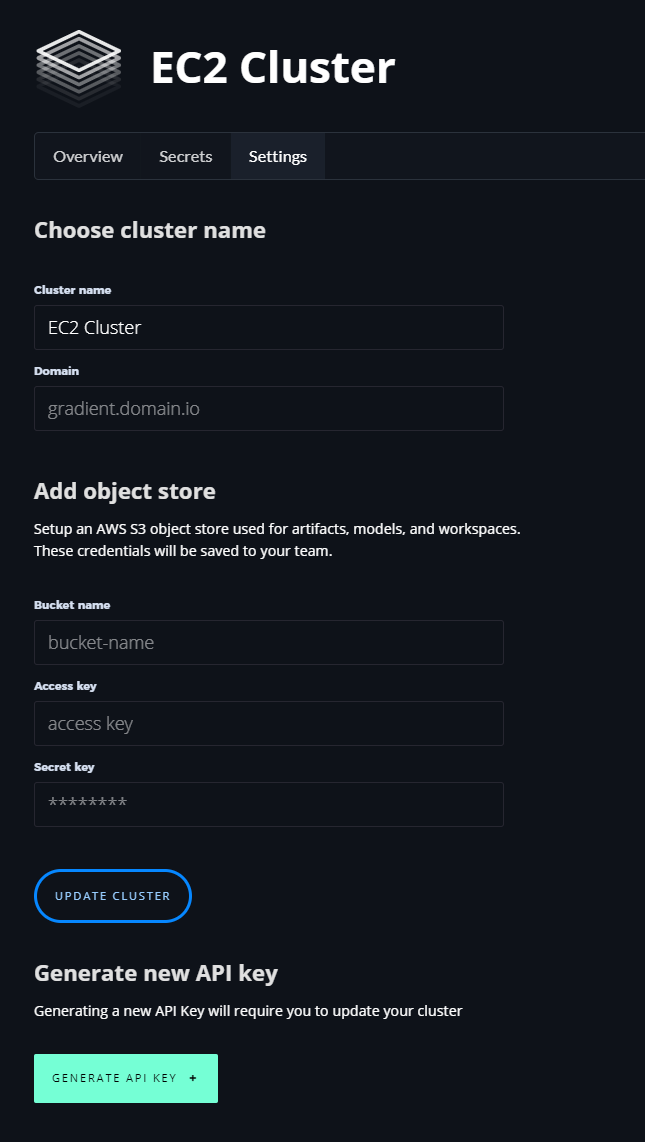 EC2 Cluster
Overview Secrets Settings
Choose cluster name
Cluster name
EC2 Cluster
Domain
gradient.domain.io
Add object store
Setup an AWS S3 object store used for artifacts, models, and workspaces.
These credentials will be saved to your team.
Bucket name
bucket-name
Access key
access key
Secret key
********
UPDATE CLUSTER
Generate new API key
Generating a new API Key will require you to update your cluster
GENERATE API KEY +